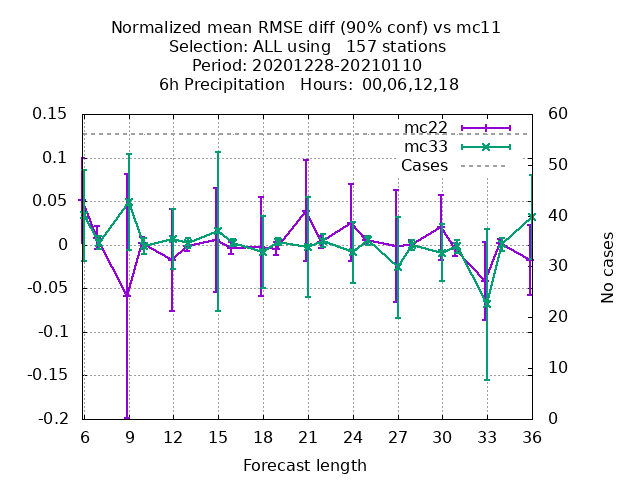 Normalized mean RMSE diff (90% conf) vs mc11
Selection: ALL using   157 stations
Period: 20201228-20210110
6h Precipitation   Hours:  00,06,12,18
0.15
0.1
0.05
0
-0.05
-0.1
-0.15
-0.2
60
50
40
30
20
10
0
mc22
mc33
Cases
No cases
6 9 12 15 18 21 24 27 30 33 36
Forecast length